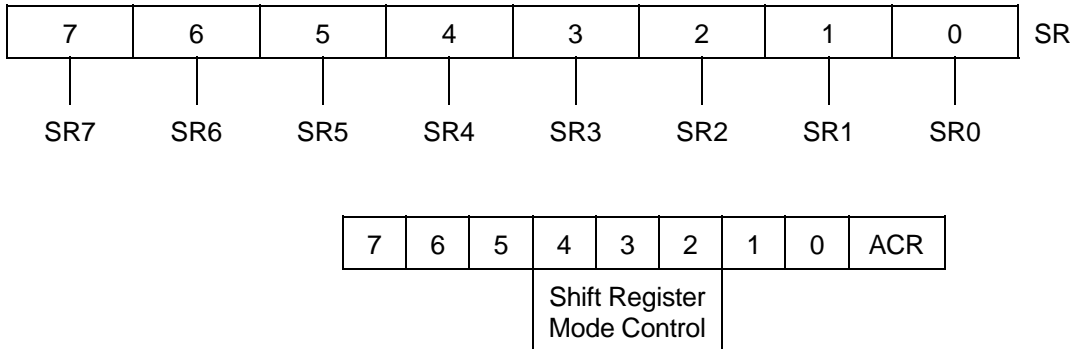 7 6 5 4 3 2 1 0 SR
SR7 SR6 SR5 SR4 SR3 SR2 SR1 SR0
7 6 5 4 3 2 1 0 ACR
Shift Register
Mode Control